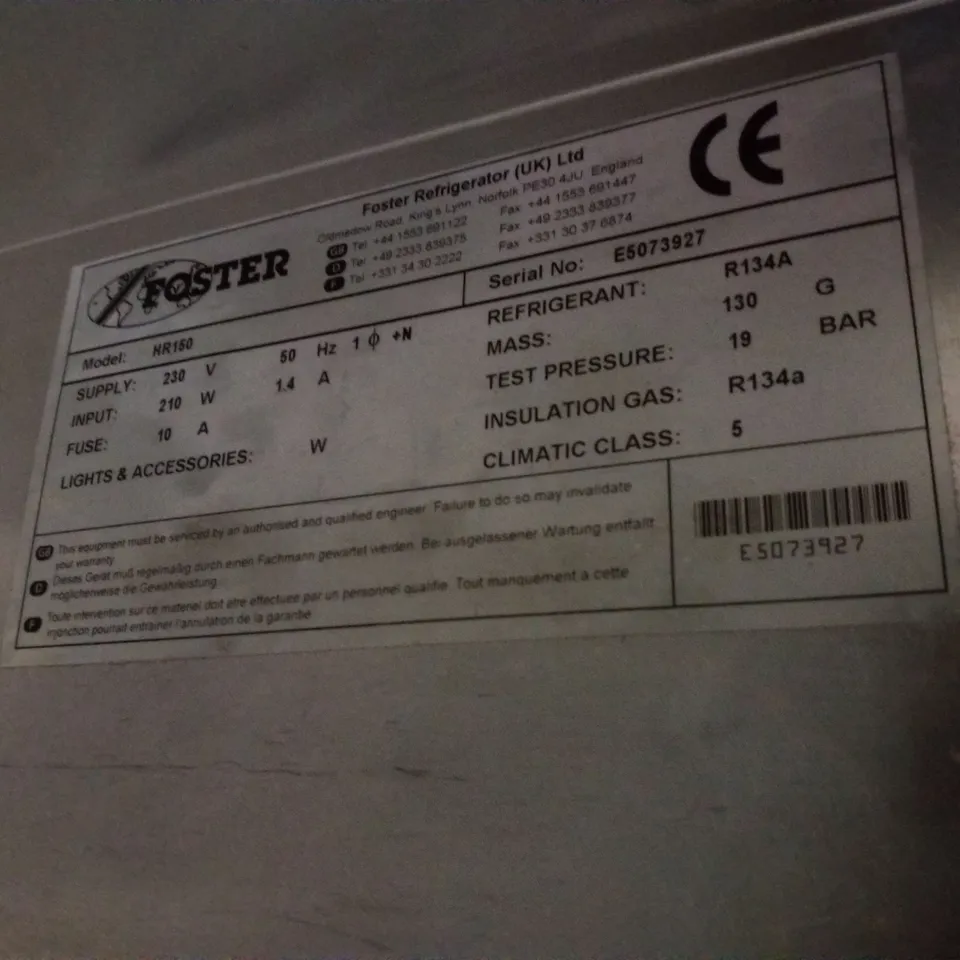 FOSTER
Foster Refrigerator (UK) Ltd
Oldmedow Road, King's Lynn, Norfolk PE30 4JU England
GB Tel +44 1553 691122 Fax +44 1553 691447
D Tel +49 2333 839375 Fax +49 2333 839377
F Tel +331 34 30 2222 Fax +331 30 37 6874
CE
Model: HR150
Serial No: E5073927
SUPPLY: 230 V 50 Hz 1 ϕ +N
INPUT: 210 W 1.4 A
FUSE: 10 A
LIGHTS & ACCESSORIES: W
REFRIGERANT: R134A
MASS: 130 G
TEST PRESSURE: 19 BAR
INSULATION GAS: R134a
CLIMATIC CLASS: 5
GB This equipment must be serviced by an authorised and qualified engineer. Failure to do so may invalidate
your warranty
D Dieses Gerät muß regelmäßig durch einen Fachmann gewartet werden. Bei ausgelassener Wartung entfällt
möglichenweise die Gewährleistung
F Toute intervention sur ce materiel doit etre effectuee par un personnel qualifie. Tout manquement a cette
injonction pourrait entrainer l'annulation de la garantie
E5073927